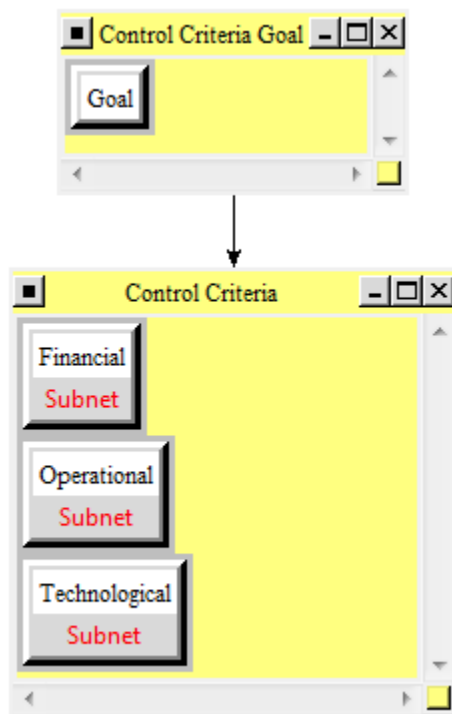 Control Criteria Goal
Goal
Control Criteria
Financial
Subnet
Operational
Subnet
Technological
Subnet